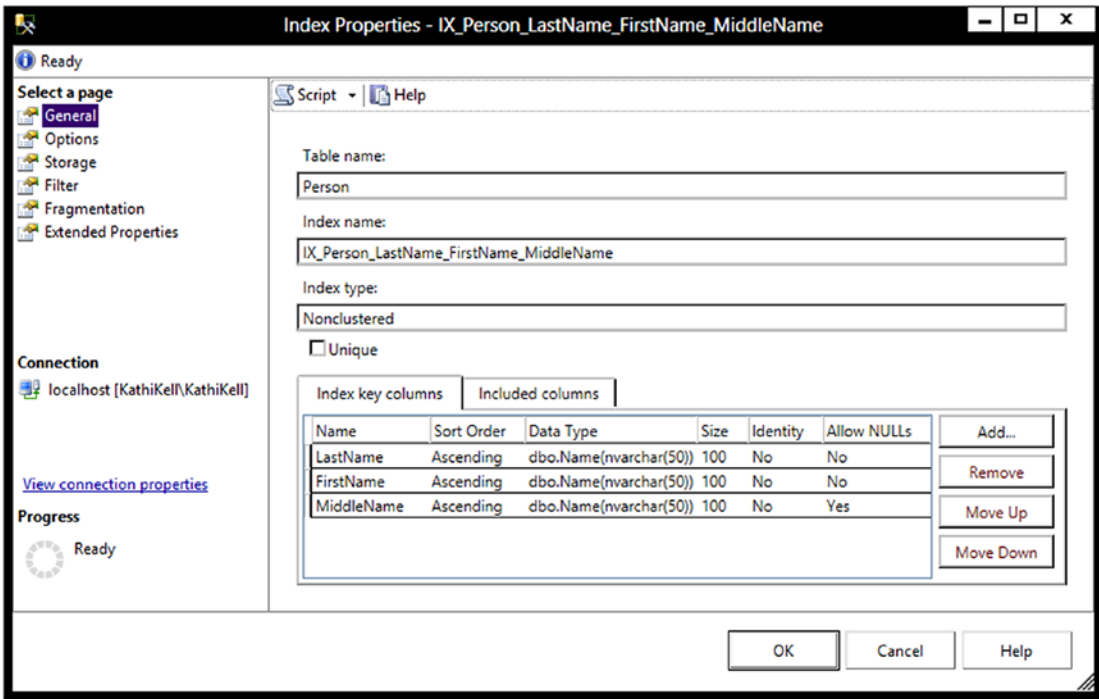 Index Properties - IX_Person_LastName_FirstName_MiddleName
Ready
Select a page
General
Options
Storage
Filter
Fragmentation
Extended Properties
Connection
localhost [KathiKell\KathiKell]
View connection properties
Progress
Ready
Script Help
Table name:
Person
Index name:
IX_Person_LastName_FirstName_MiddleName
Index type:
Nonclustered
Unique
Index key columns Included columns
Name Sort Order Data Type Size Identity Allow NULLs
LastName Ascending dbo.Name(nvarchar(50)) 100 No No
FirstName Ascending dbo.Name(nvarchar(50)) 100 No No
MiddleName Ascending dbo.Name(nvarchar(50)) 100 No Yes
Add...
Remove
Move Up
Move Down
OK Cancel Help